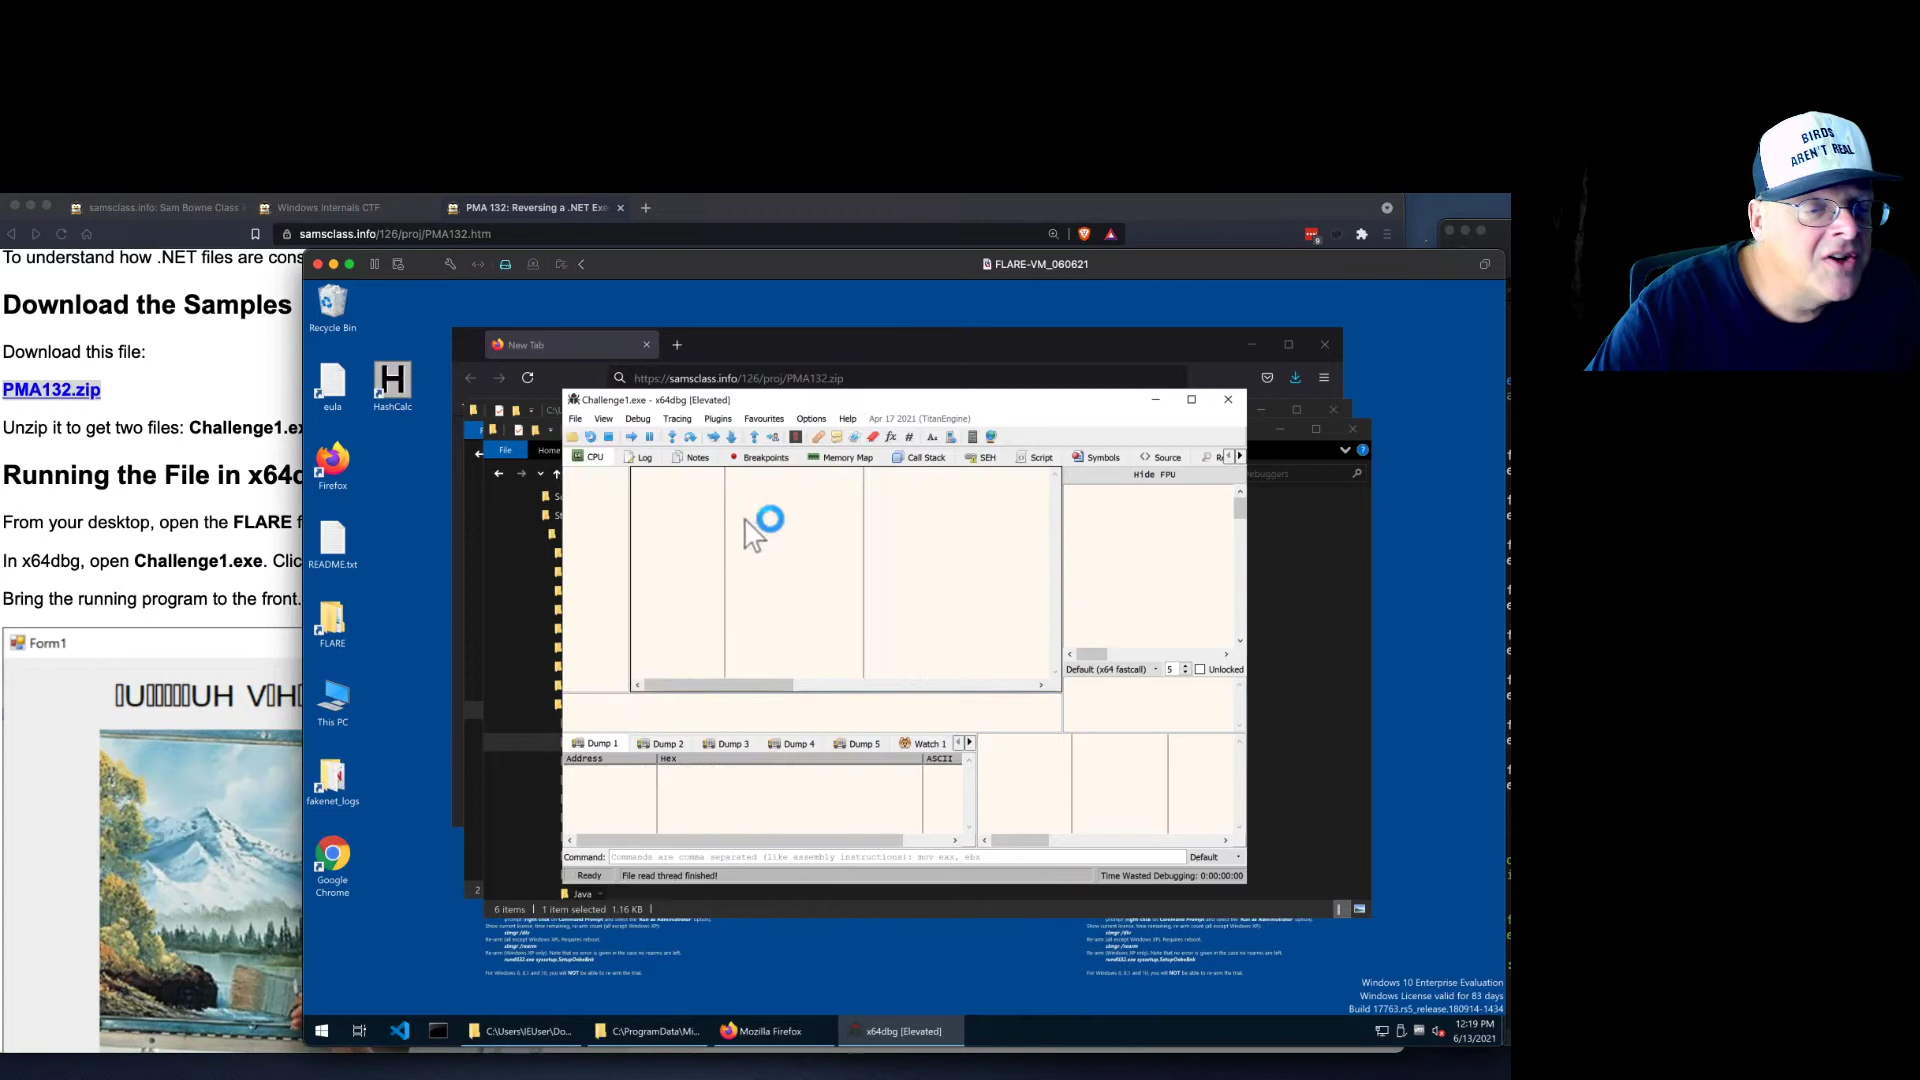 BIRDS
AREN'T REAL
samsclass.info: Sam Bowne Class
Windows Internals CTF
PMA 132: Reversing a .NET Exe
samsclass.info/126/proj/PMA132.htm
To understand how .NET files are cons
Download the Samples
Download this file:
PMA132.zip
Unzip it to get two files: Challenge1.ex
Running the File in x64d
From your desktop, open the FLARE f
In x64dbg, open Challenge1.exe. Clic
Bring the running program to the front.
Form1
FLARE-VM_060621
Recycle Bin
eula
H
HashCalc
Firefox
README.txt
FLARE
This PC
fakenet_logs
Google
Chrome
New Tab
https://samsclass.info/126/proj/PMA132.zip
File
Home
Challenge1.exe - x64dbg [Elevated]
File View Debug Tracing Plugins Favourites Options Help Apr 17 2021 (TitanEngine)
CPU Log Notes Breakpoints Memory Map Call Stack SEH Script Symbols Source
Hide FPU
Default (x64 fastcall) 5 Unlocked
Dump 1 Dump 2 Dump 3 Dump 4 Dump 5 Watch 1
Address Hex ASCII
Command: Commands are comma separated (like assembly instructions): mov eax, ebx Default
Ready File read thread finished! Time Wasted Debugging: 0:00:00:00
Java
6 items 1 item selected 1.16 KB
Windows 10 Enterprise Evaluation
Windows License valid for 83 days
Build 17763.rs5_release.180914-1434
C:\Users\IEUser\Do...
C:\ProgramData\Mi...
Mozilla Firefox
x64dbg [Elevated]
12:19 PM
6/13/2021